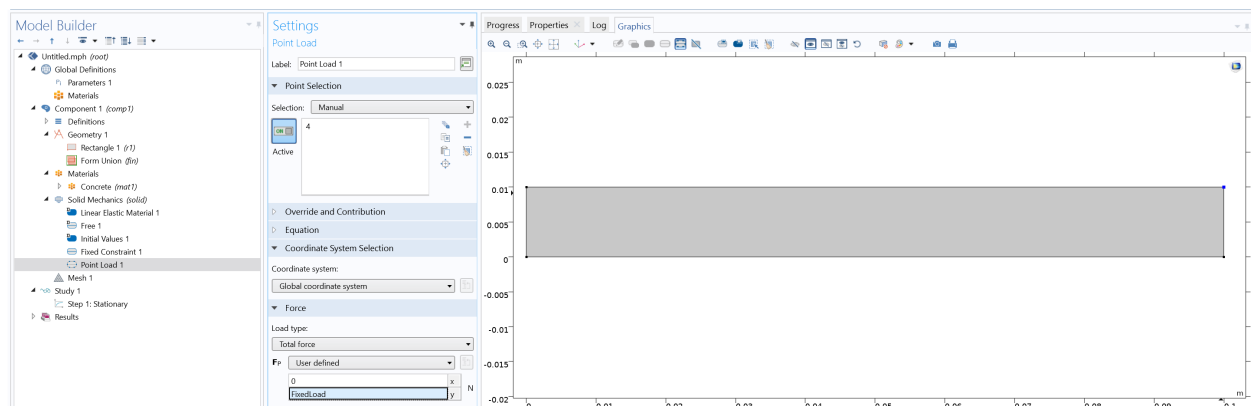 Model Builder
Untitled.mph (root)
Global Definitions
Pi Parameters 1
Materials
Component 1 (comp1)
Definitions
Geometry 1
Rectangle 1 (r1)
Form Union (fin)
Materials
Concrete (mat1)
Solid Mechanics (solid)
Linear Elastic Material 1
Free 1
Initial Values 1
Fixed Constraint 1
Point Load 1
Mesh 1
Study 1
Step 1: Stationary
Results
Settings
Point Load
Label: Point Load 1
Point Selection
Selection: Manual
4
Active
Override and Contribution
Equation
Coordinate System Selection
Coordinate system:
Global coordinate system
Force
Load type:
Total force
FP User defined
0 x
FixedLoad y
N
Progress Properties Log Graphics
m
0.025
0.02
0.015
0.01
0.005
0
-0.005
-0.01
-0.015
-0.02
m
0 0.01 0.02 0.03 0.04 0.05 0.06 0.07 0.08 0.09 0.1